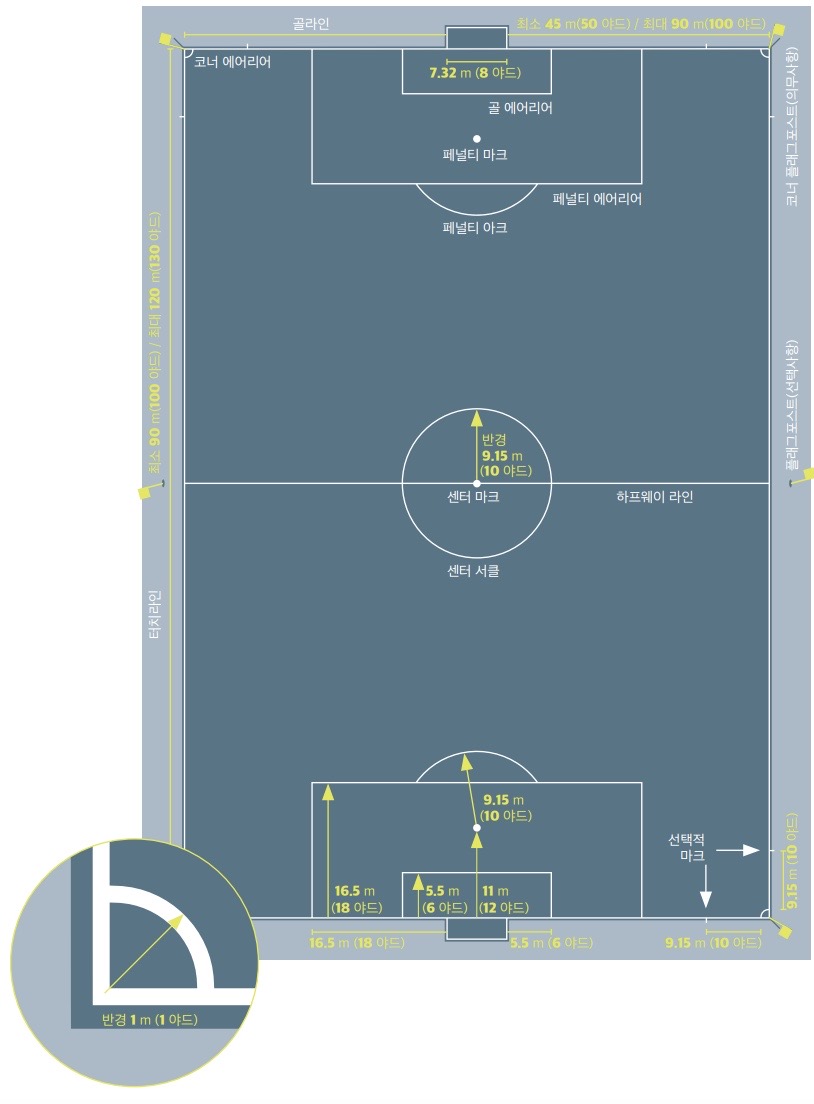 골라인
최소 45 m(50 야드) / 최대 90 m(100 야드)
코너 에어리어
7.32 m (8 야드)
골 에어리어
페널티 마크
페널티 에어리어
페널티 아크
코너 플래그포스트(의무사항)
최소 90 m(100 야드) / 최대 120 m(130 야드)
플래그포스트(선택사항)
반경
9.15 m
(10 야드)
센터 마크
하프웨이 라인
센터 서클
터치라인
9.15 m
(10 야드)
선택적
마크
9.15 m (10 야드)
16.5 m
(18 야드)
5.5 m
(6 야드)
11 m
(12 야드)
16.5 m (18 야드)
5.5 m (6 야드)
9.15 m (10 야드)
반경 1 m (1 야드)